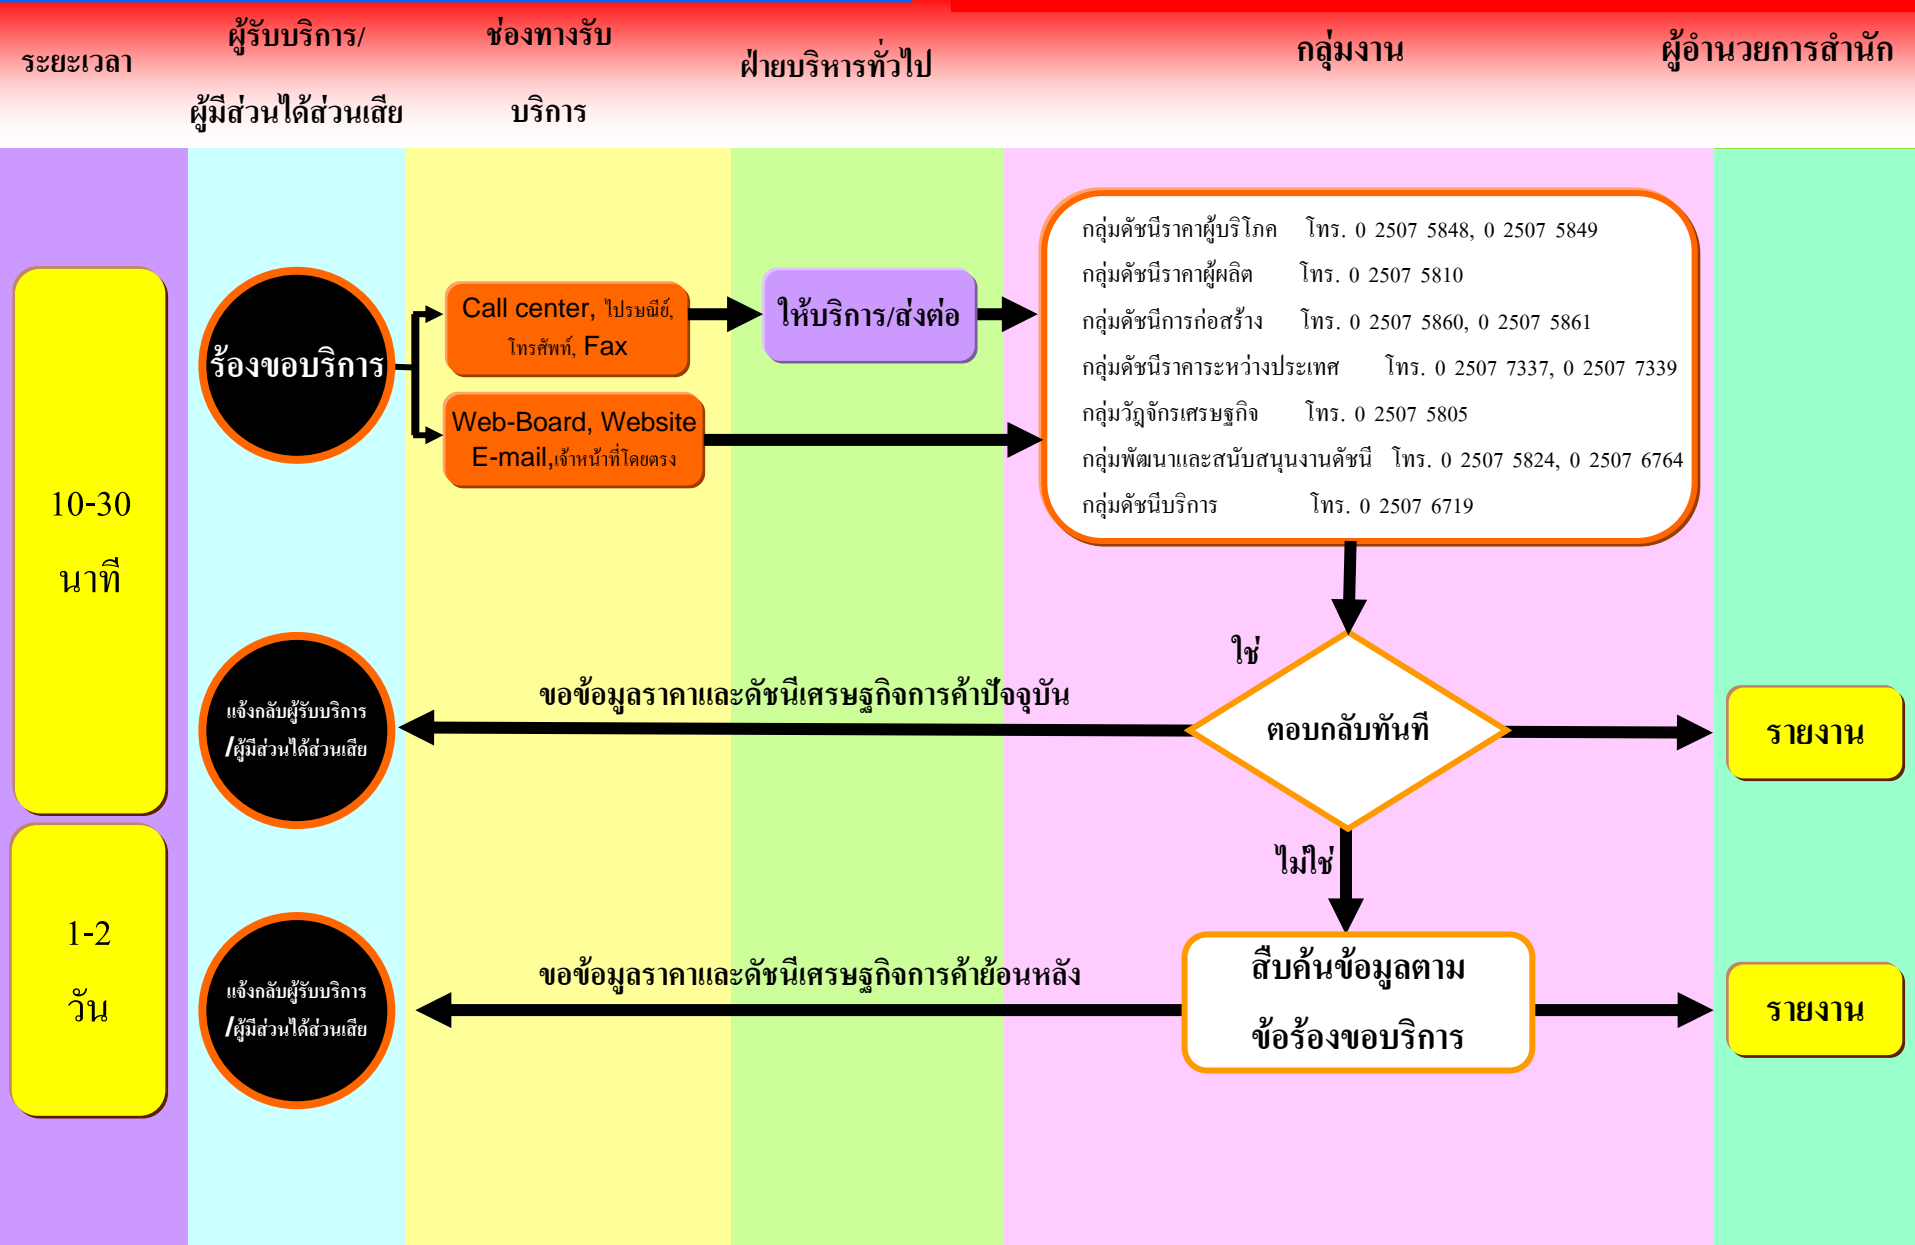 ระยะเวลา
ผู้รับบริการ/
ผู้มีส่วนได้ส่วนเสีย
ช่องทางรับ
บริการ
ฝ่ายบริหารทั่วไป
กลุ่มงาน
ผู้อำนวยการสำนัก
10-30
นาที
ร้องขอบริการ
Call center, ไปรษณีย์,
โทรศัพท์, Fax
Web-Board, Website
E-mail,เจ้าหน้าที่โดยตรง
ให้บริการ/ส่งต่อ
กลุ่มดัชนีราคาผู้บริโภค โทร. 0 2507 5848, 0 2507 5849
กลุ่มดัชนีราคาผู้ผลิต โทร. 0 2507 5810
กลุ่มดัชนีการก่อสร้าง โทร. 0 2507 5860, 0 2507 5861
กลุ่มดัชนีราคาระหว่างประเทศ โทร. 0 2507 7337, 0 2507 7339
กลุ่มวัฎจักรเศรษฐกิจ โทร. 0 2507 5805
กลุ่มพัฒนาและสนับสนุนงานดัชนี โทร. 0 2507 5824, 0 2507 6764
กลุ่มดัชนีบริการ โทร. 0 2507 6719
ใช่
ตอบกลับทันที
ขอข้อมูลราคาและดัชนีเศรษฐกิจการค้าปัจจุบัน
แจ้งกลับผู้รับบริการ
/ผู้มีส่วนได้ส่วนเสีย
รายงาน
ไม่ใช่
1-2
วัน
สืบค้นข้อมูลตาม
ข้อร้องขอบริการ
ขอข้อมูลราคาและดัชนีเศรษฐกิจการค้าย้อนหลัง
แจ้งกลับผู้รับบริการ
/ผู้มีส่วนได้ส่วนเสีย
รายงาน